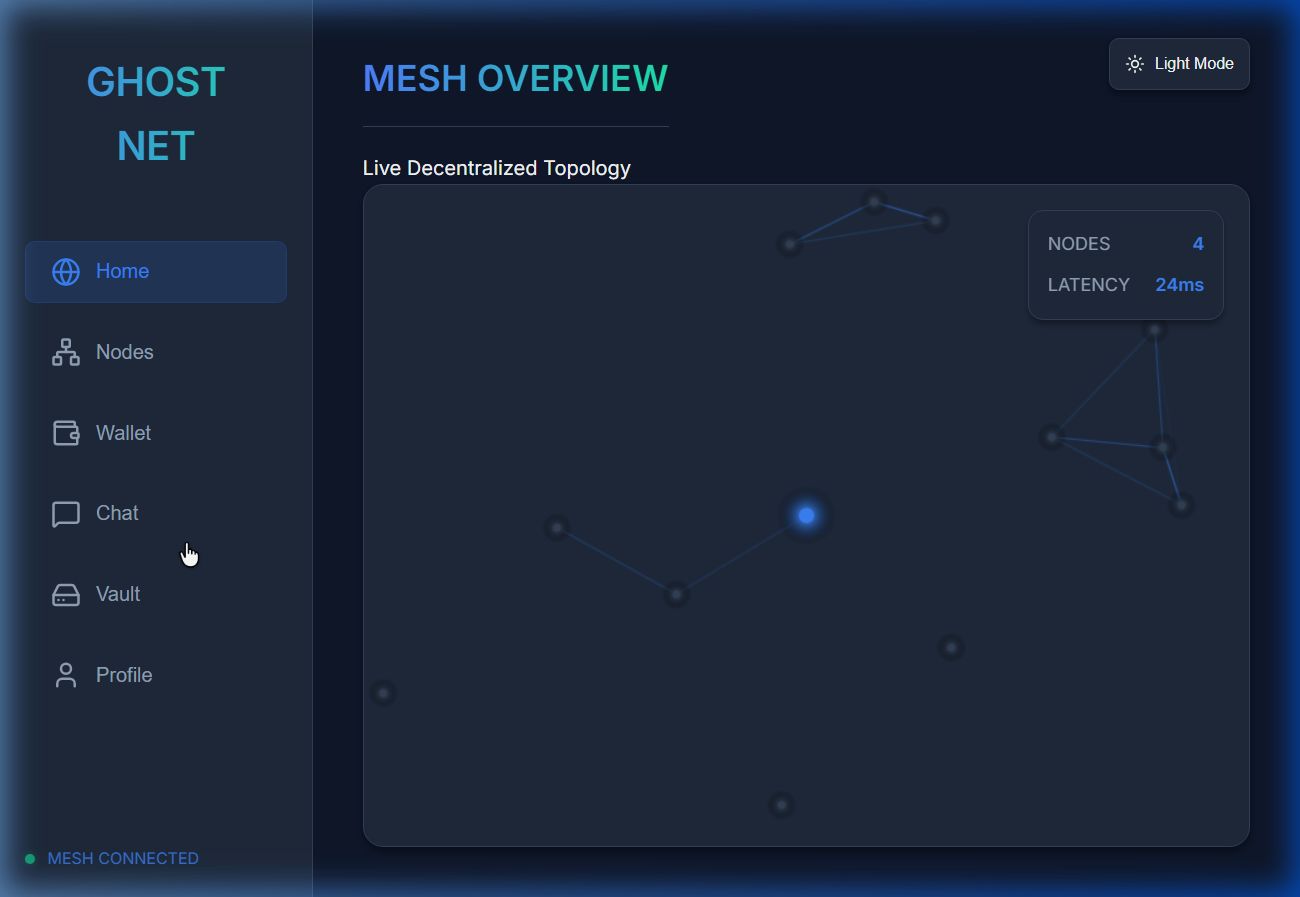 GHOST
NET
Home
Nodes
Wallet
Chat
Vault
Profile
MESH CONNECTED
MESH OVERVIEW
Light Mode
Live Decentralized Topology
NODES 4
LATENCY 24ms